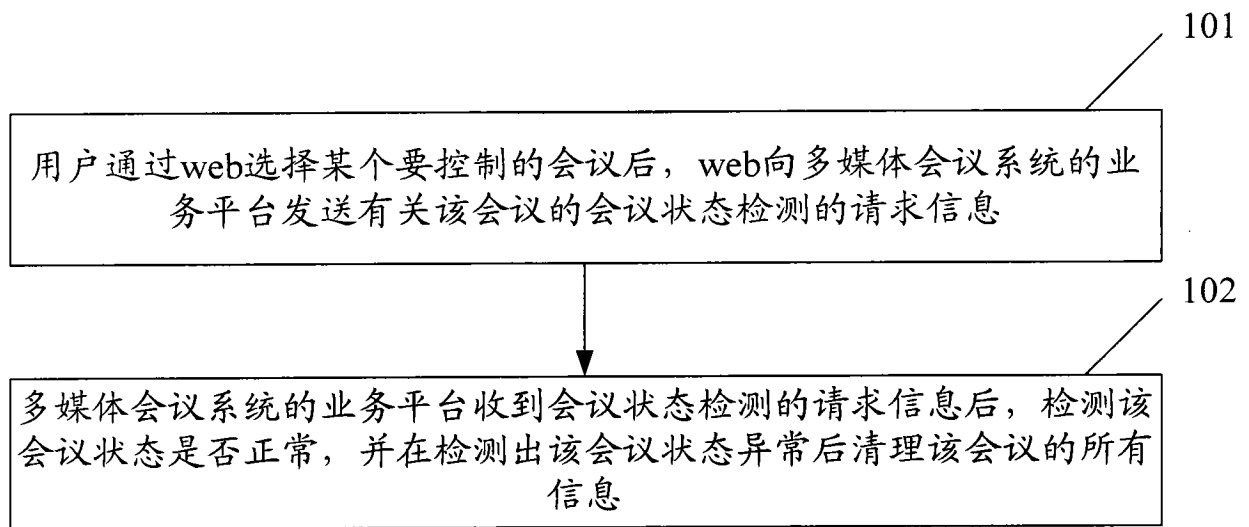 101
用户通过web选择某个要控制的会议后，web向多媒体会议系统的业
务平台发送有关该会议的会议状态检测的请求信息
102
多媒体会议系统的业务平台收到会议状态检测的请求信息后，检测该
会议状态是否正常，并在检测出该会议状态异常后清理该会议的所有
信息